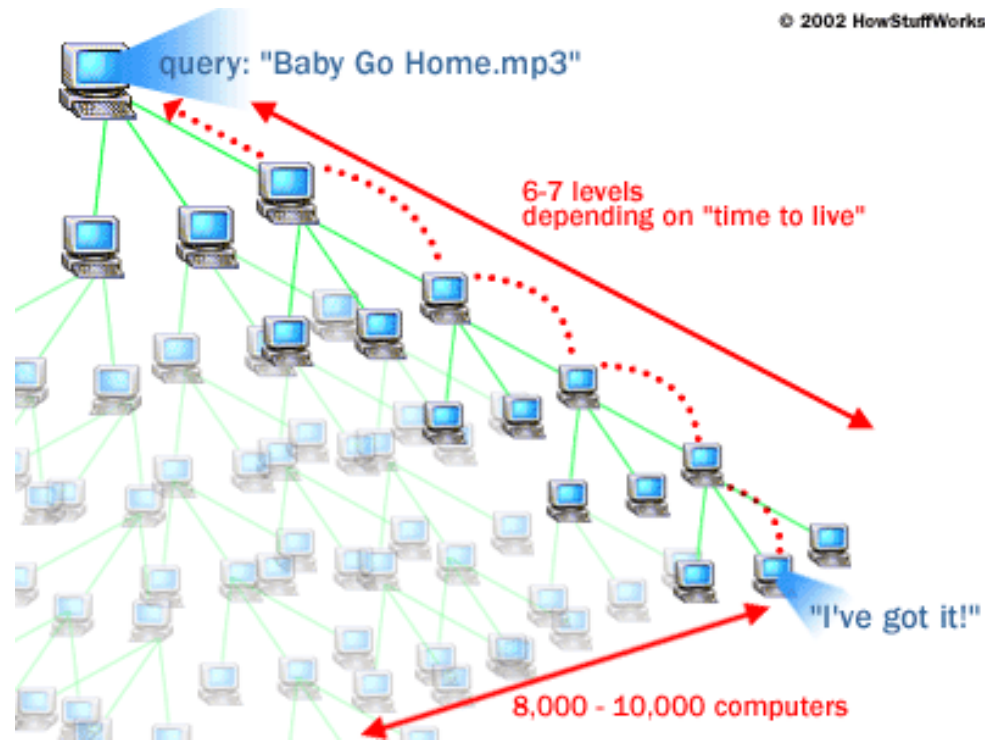 © 2002 HowStuffWorks
query: "Baby Go Home.mp3"
6-7 levels
depending on "time to live"
"I've got it!"
8,000 - 10,000 computers